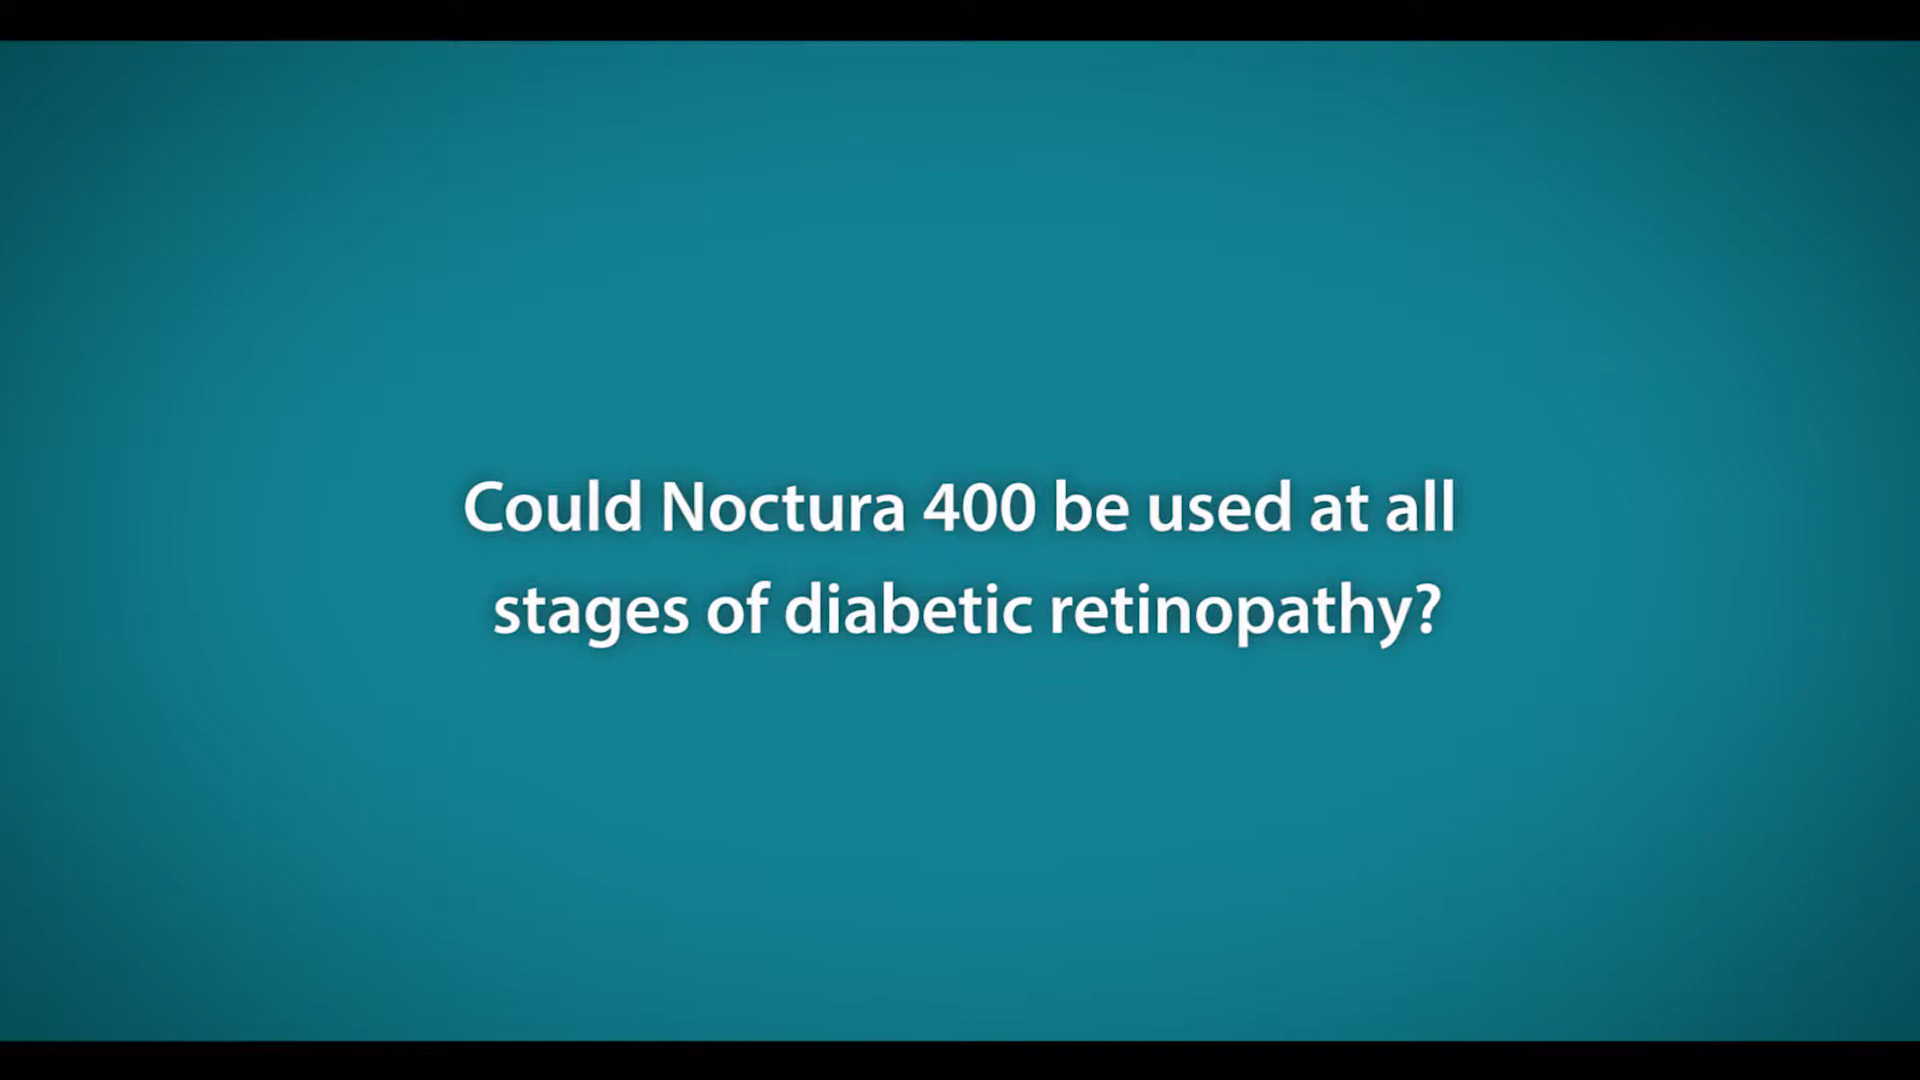 Could Noctura 400 be used at all
stages of diabetic retinopathy?